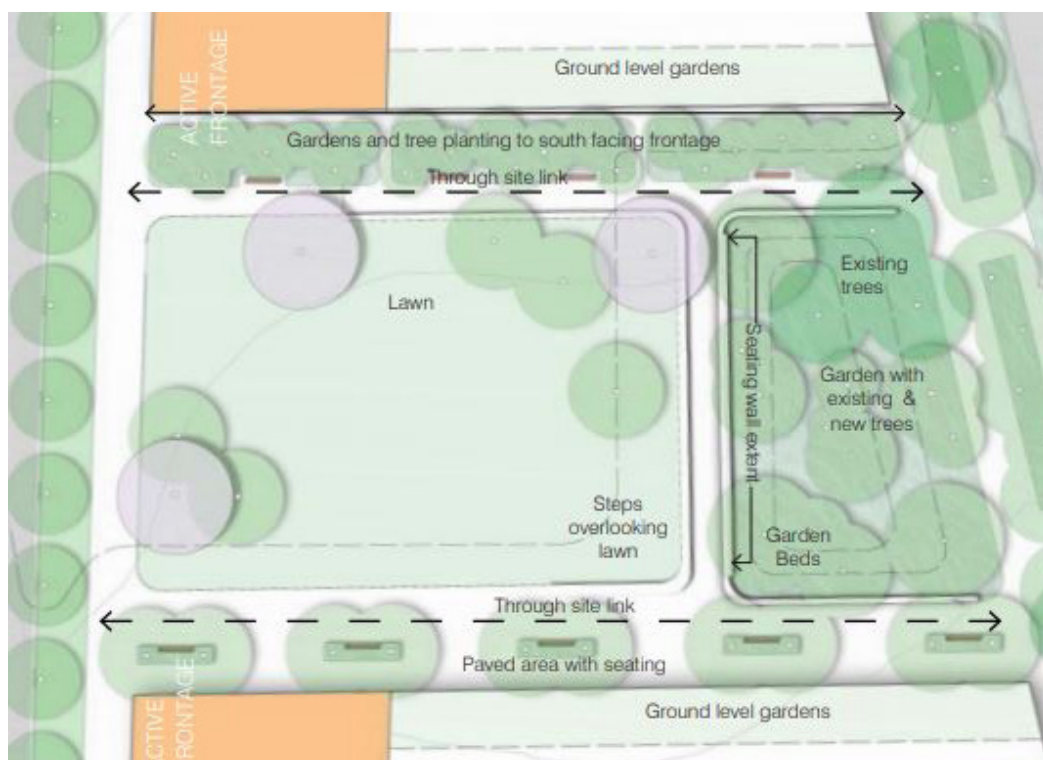 ACTIVE
FRONTAGE
Ground level gardens
Gardens and tree planting to south facing frontage
Through site link
Lawn
Existing
trees
Seating wall extent
Garden with
existing &
new trees
Steps
overlooking
lawn
Garden
Beds
Through site link
Paved area with seating
Ground level gardens
CTIVE
RONTAGE